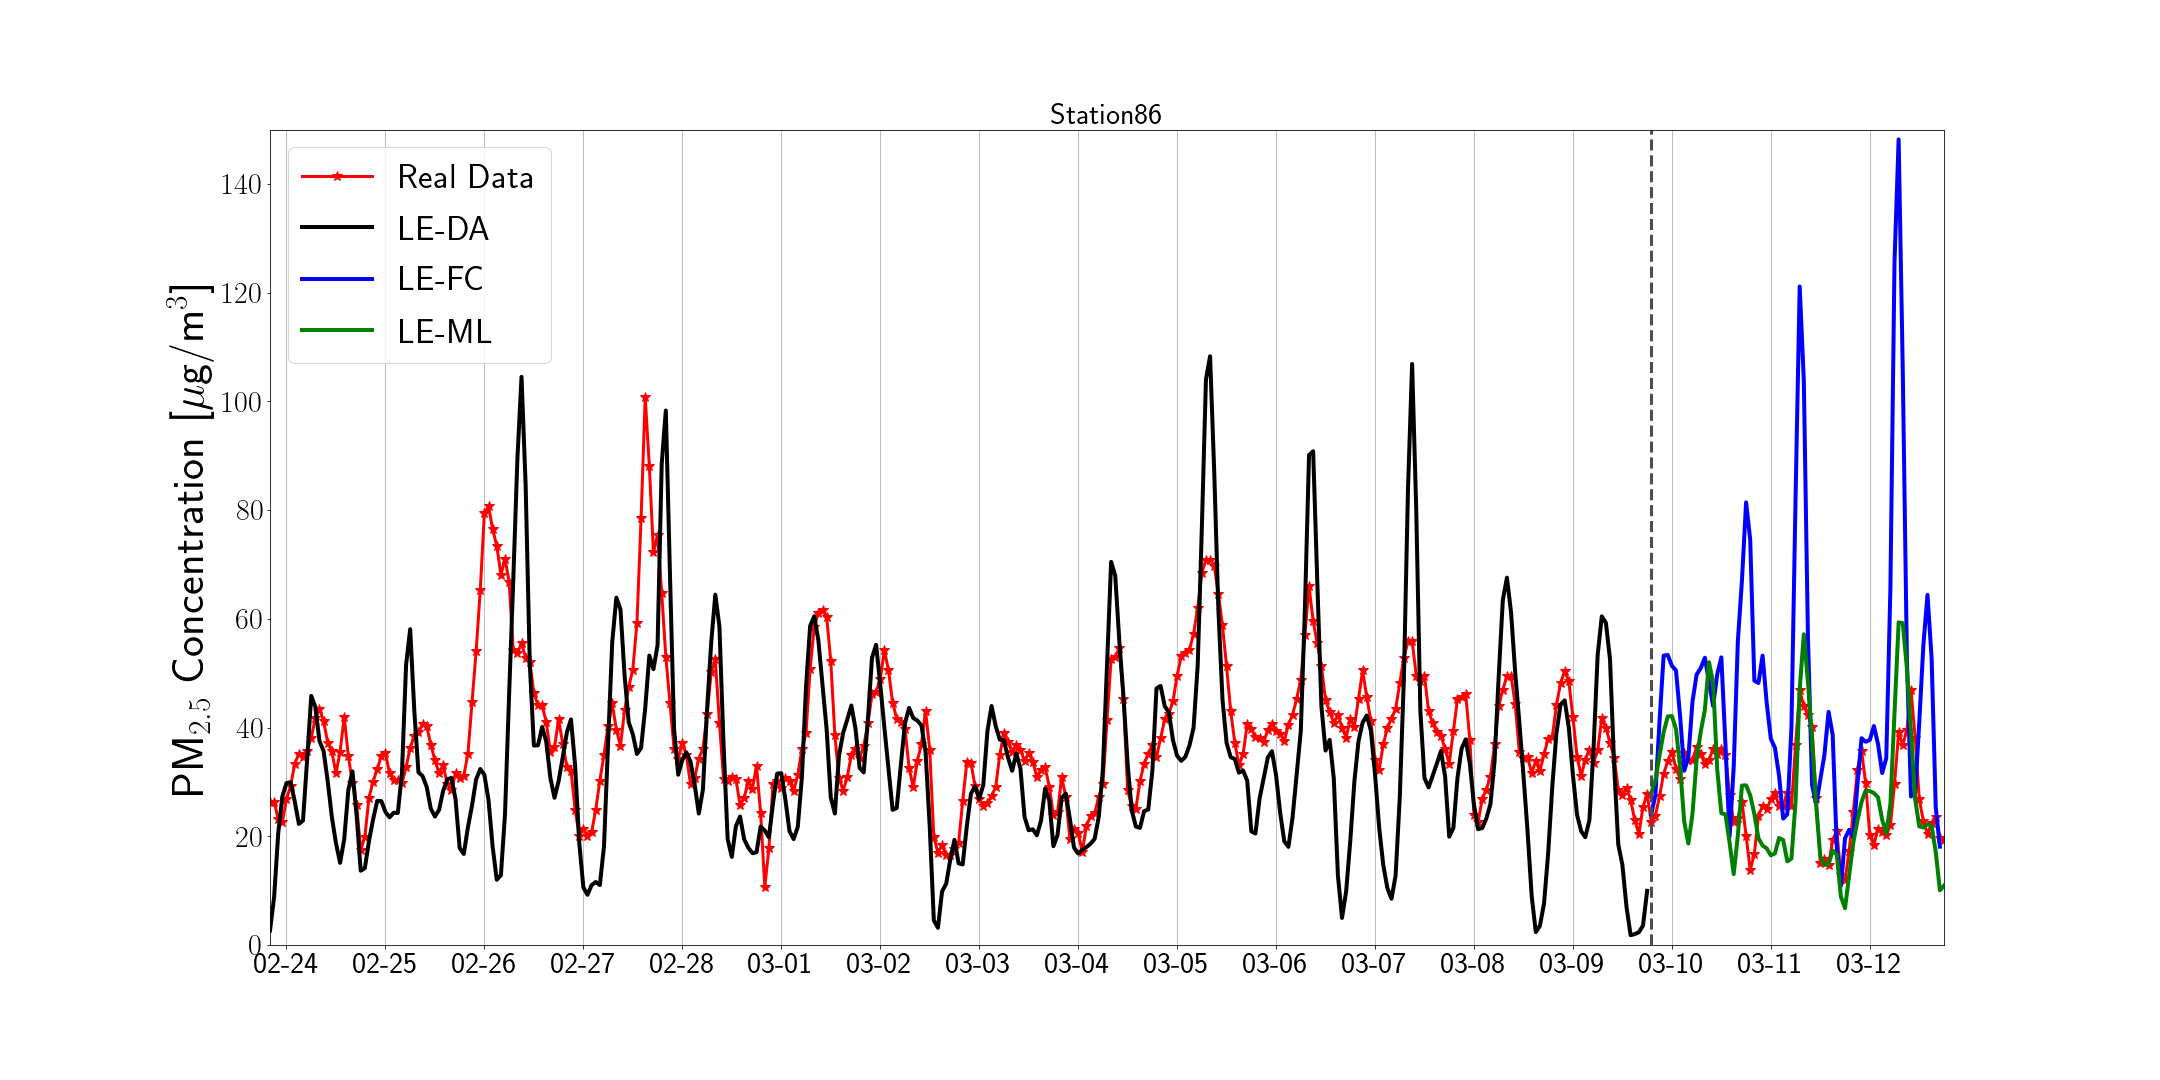 Station86
Real Data
LE-DA
LE-FC
LE-ML
PM2.5 Concentration [μg/m³]
140
120
100
80
60
40
20
0
02-24 02-25 02-26 02-27 02-28 03-01 03-02 03-03 03-04 03-05 03-06 03-07 03-08 03-09 03-10 03-11 03-12